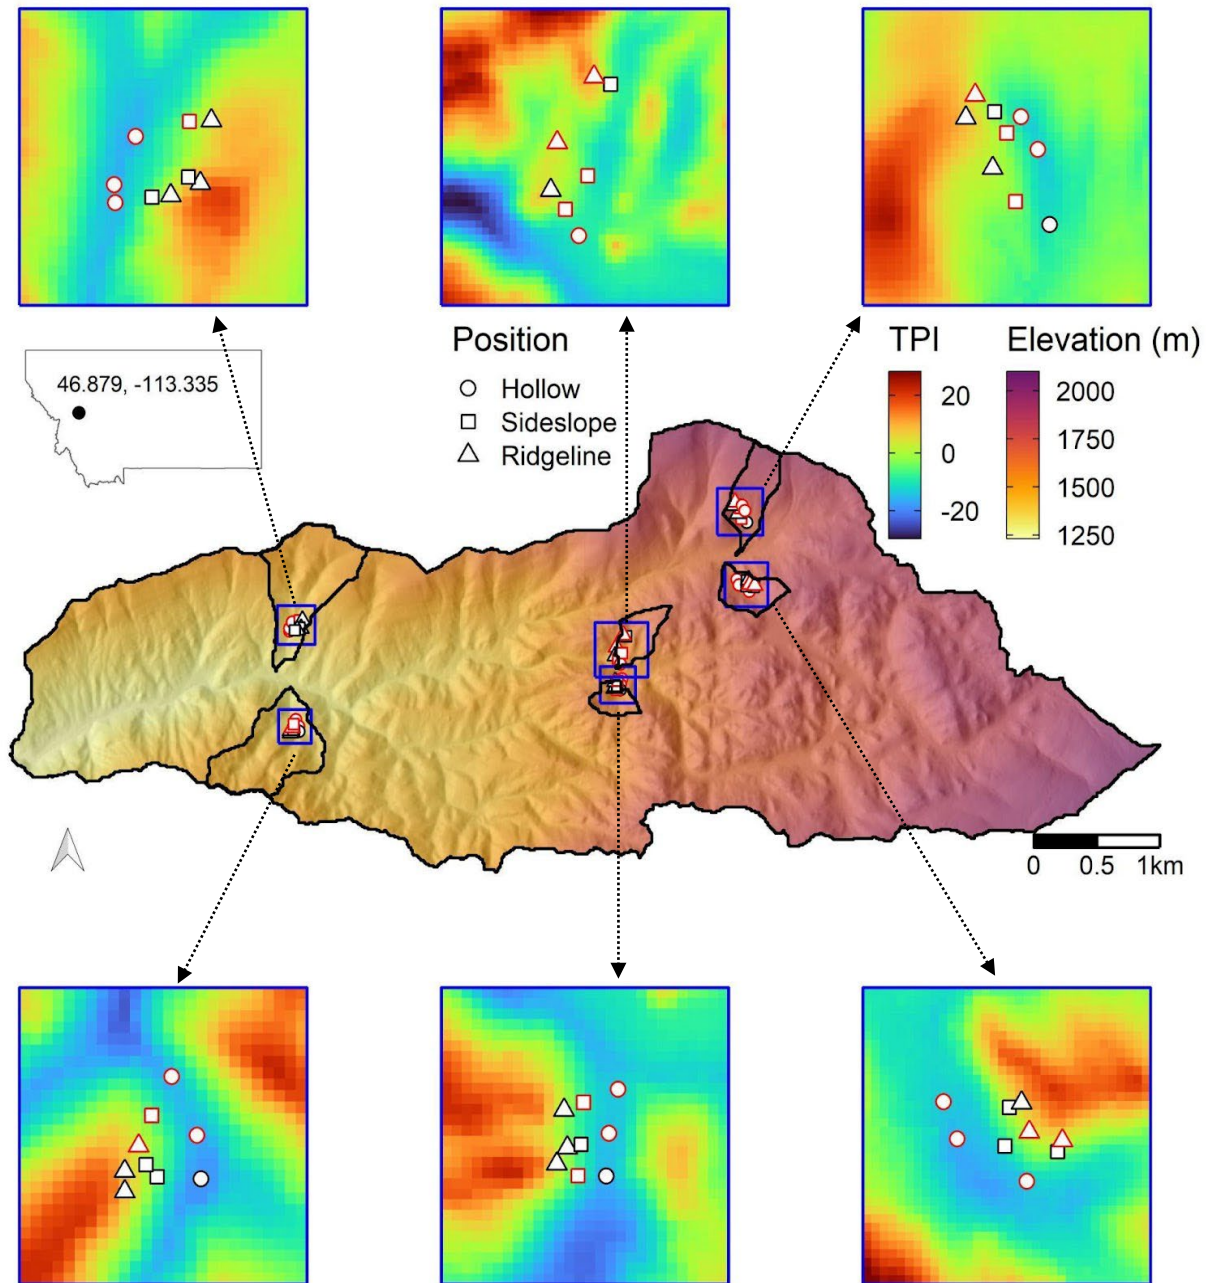 Position
Hollow
Sideslope
Ridgeline
TPI
20
0
-20
Elevation (m)
2000
1750
1500
1250
46.879, -113.335
0 0.5 1km